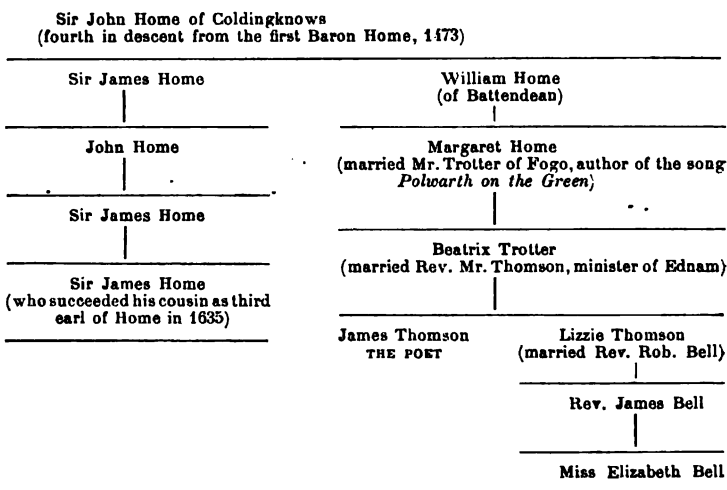 Sir John Home of Coldingknows
(fourth in descent from the first Baron Home, 1473)
Sir James Home
William Home
(of Battendean)
John Home
Margaret Home
(married Mr. Trotter of Fogo, author of the song
Polwarth on the Green)
Sir James Home
Beatrix Trotter
(married Rev. Mr. Thomson, minister of Ednam)
Sir James Home
(who succeeded his cousin as third
earl of Home in 1635)
James Thomson
THE POET
Lizzie Thomson
(married Rev. Rob. Bell)
Rev. James Bell
Miss Elizabeth Bell